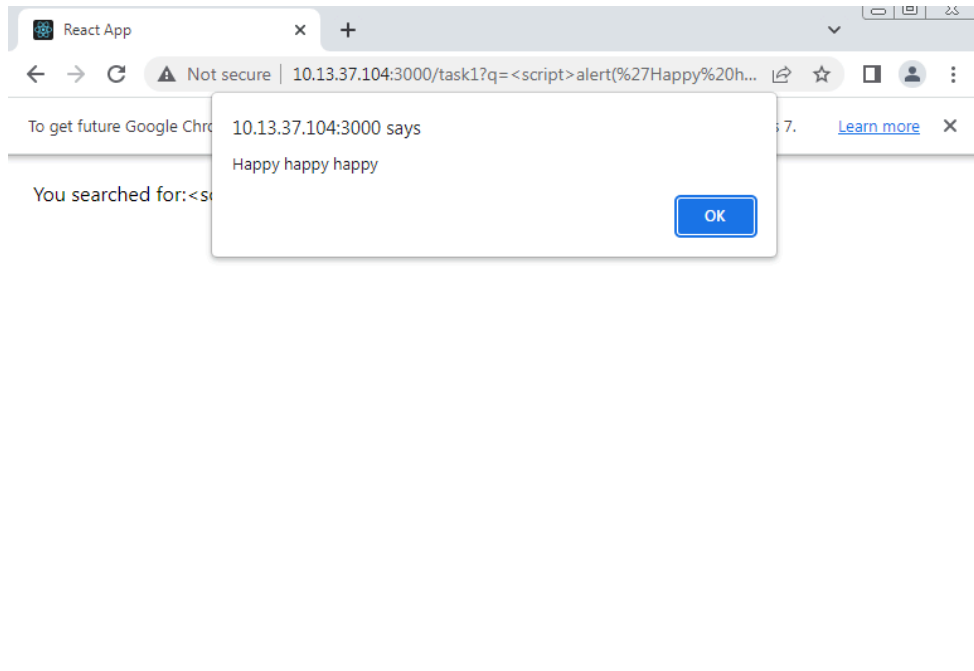 React App
Not secure | 10.13.37.104:3000/task1?q=<script>alert(%27Happy%20h...
To get future Google Chr s 7. Learn more
10.13.37.104:3000 says
Happy happy happy
OK
You searched for:<s